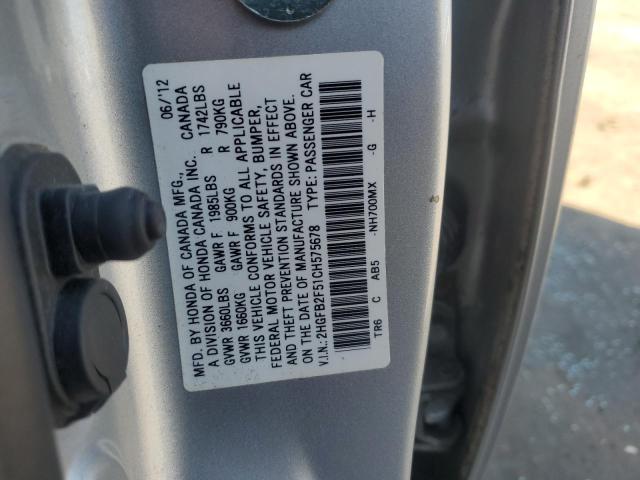 MFD. BY HONDA OF CANADA MFG., 06/'12
A DIVISION OF HONDA CANADA INC. CANADA
GVWR 3660LBS GAWR F 1985LBS R 1742LBS
GVWR 1660KG GAWR F 900KG R 790KG
THIS VEHICLE CONFORMS TO ALL APPLICABLE
FEDERAL MOTOR VEHICLE SAFETY, BUMPER,
AND THEFT PREVENTION STANDARDS IN EFFECT
ON THE DATE OF MANUFACTURE SHOWN ABOVE.
V.I.N.: 2HGFB2F51CH575678 TYPE: PASSENGER CAR
TR6 C AB5 -NH700MX -G -H